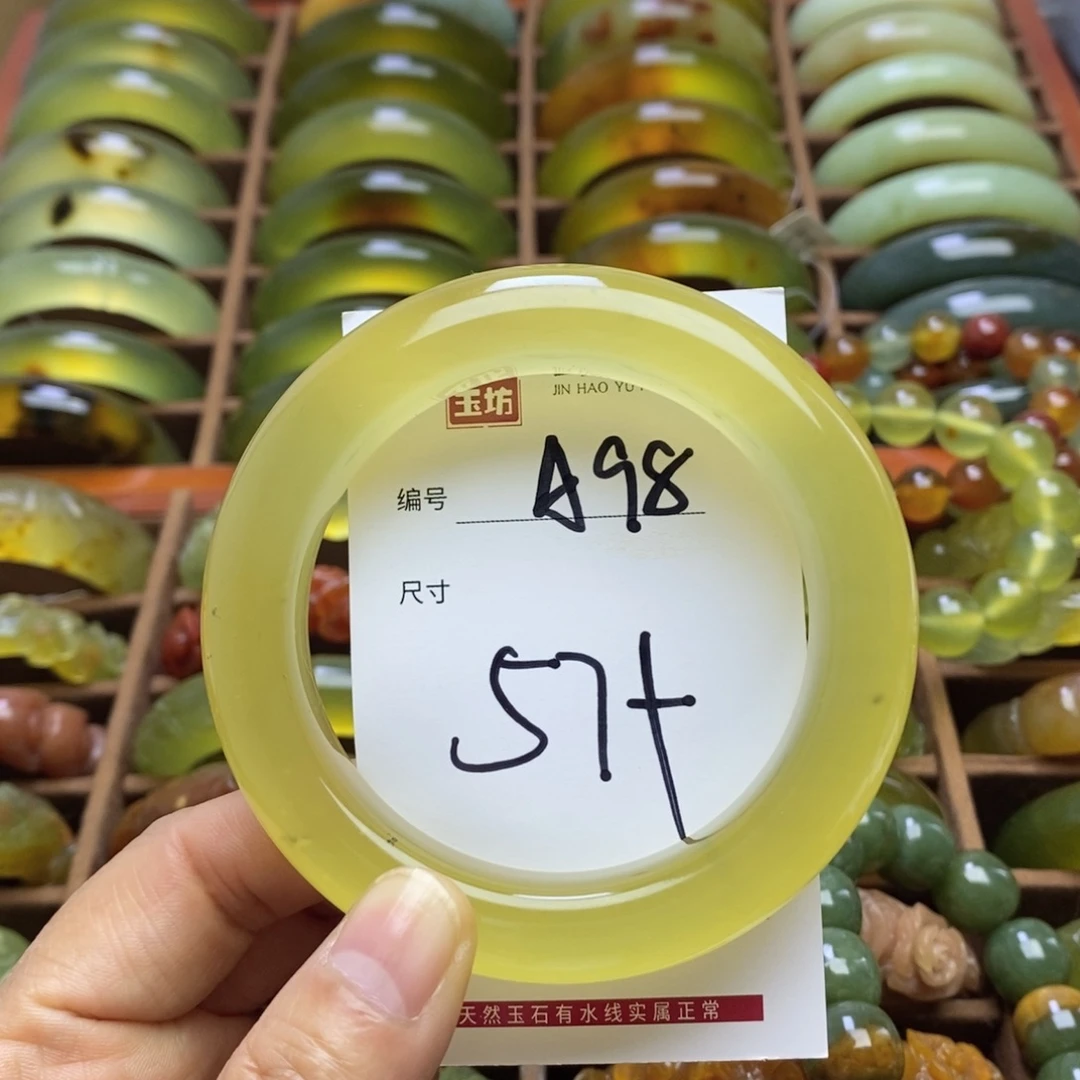 玉坊
JIN HAO YU
编号 A98
尺寸
57+
天然玉石有水线实属正常